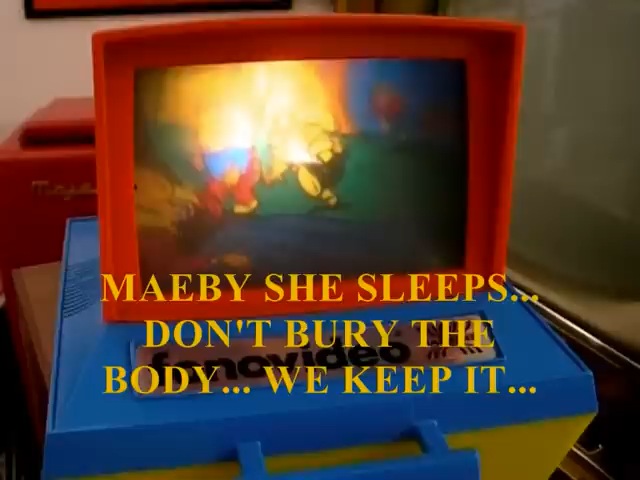 MAEBY SHE SLEEPS...
DON'T BURY THE
fonovideo
BODY... WE KEEP IT...